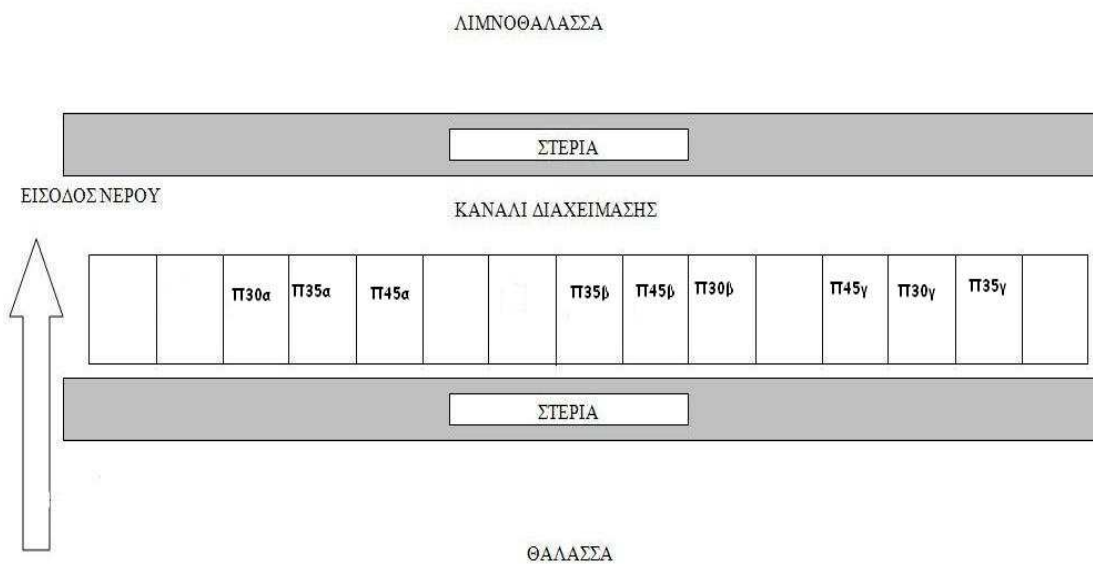 ΛΙΜΝΟΘΑΛΑΣΣΑ
ΣΤΕΡΙΑ
ΕΙΣΟΔΟΣ ΝΕΡΟΥ
ΚΑΝΑΛΙ ΔΙΑΧΕΙΜΑΣΗΣ
Π30α Π35α Π45α Π35β Π45β Π30β Π45γ Π30γ Π35γ
ΣΤΕΡΙΑ
ΘΑΛΑΣΣΑ